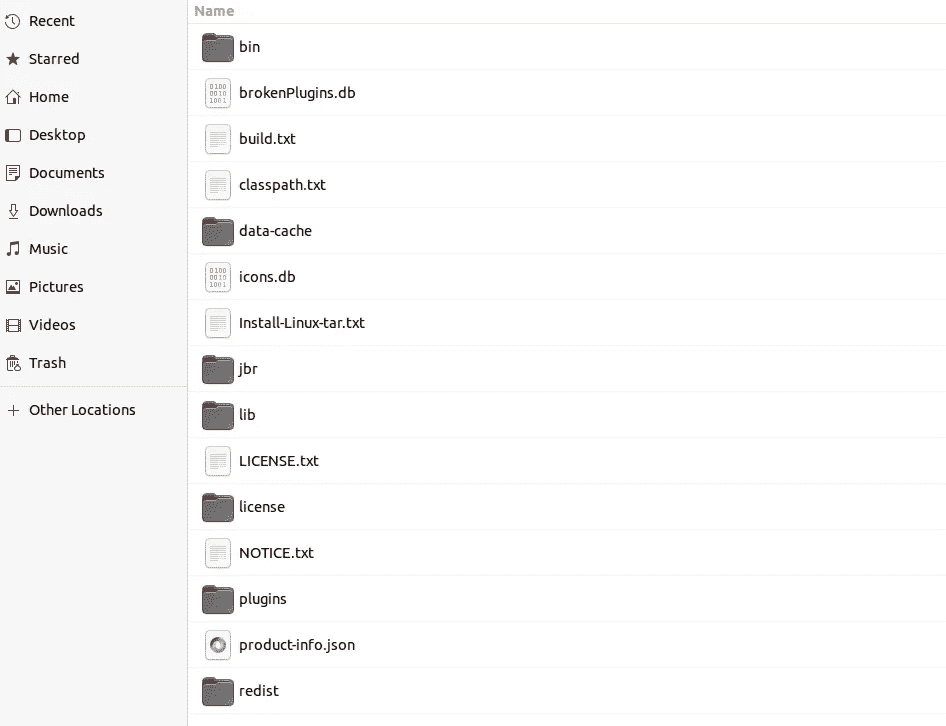 Recent
Starred
Home
Desktop
Documents
Downloads
Music
Pictures
Videos
Trash
Other Locations
Name
bin
brokenPlugins.db
build.txt
classpath.txt
data-cache
icons.db
Install-Linux-tar.txt
jbr
lib
LICENSE.txt
license
NOTICE.txt
plugins
product-info.json
redist